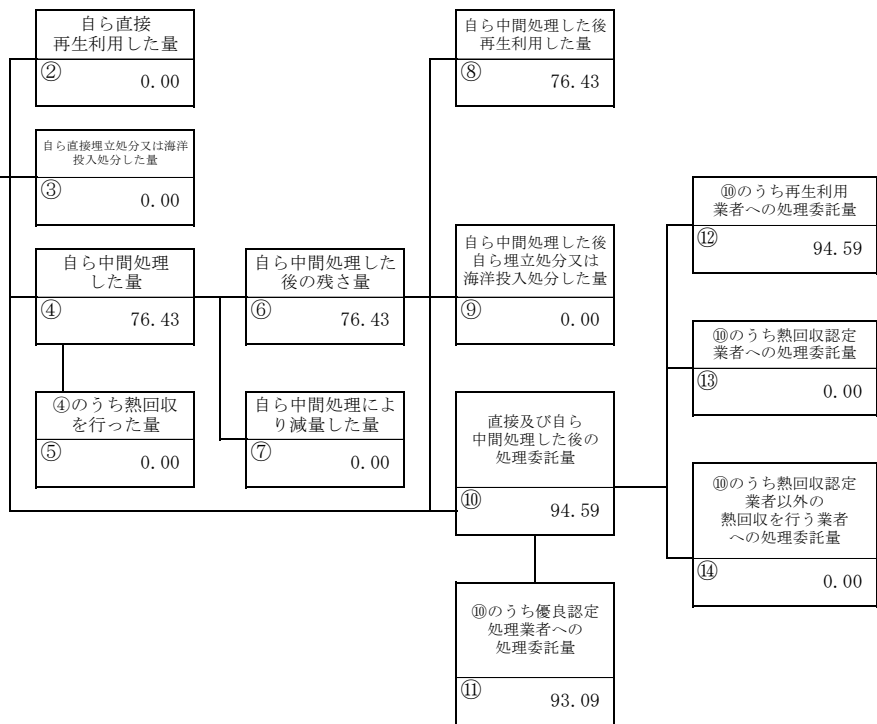 自ら直接
再生利用した量
②
0.00
自ら直接埋立処分又は海洋
投入処分した量
③
0.00
自ら中間処理
した量
④
76.43
④のうち熱回収
を行った量
⑤
0.00
自ら中間処理した
後の残さ量
⑥
76.43
自ら中間処理によ
り減量した量
⑦
0.00
自ら中間処理した後
再生利用した量
⑧
76.43
自ら中間処理した後
自ら埋立処分又は
海洋投入処分した量
⑨
0.00
直接及び自ら
中間処理した後の
処理委託量
⑩
94.59
⑩のうち優良認定
処理業者への
処理委託量
⑪
93.09
⑩のうち再生利用
業者への処理委託量
⑫
94.59
⑩のうち熱回収認定
業者への処理委託量
⑬
0.00
⑩のうち熱回収認定
業者以外の
熱回収を行う業者
への処理委託量
⑭
0.00